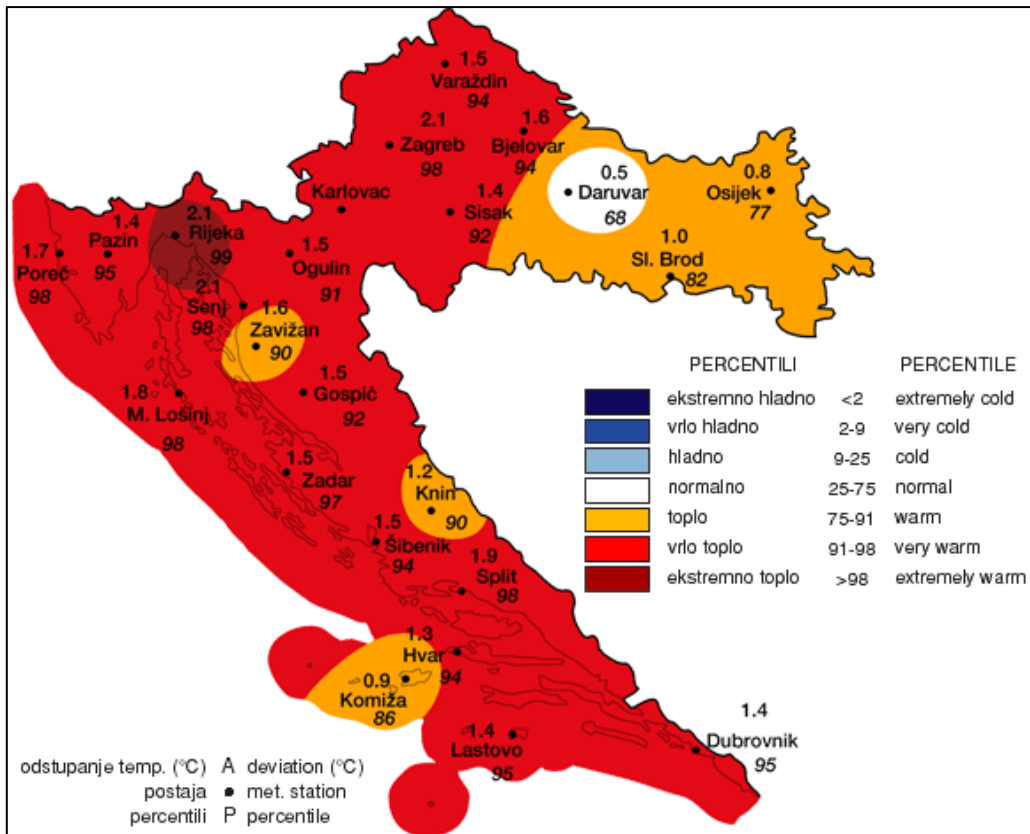 1.5
Varaždin
94
2.1
Zagreb
98
1.6
Bjelovar
94
0.5
Daruvar
68
0.8
Osijek
77
Karlovac
1.4
Sisak
92
1.0
Sl. Brod
82
1.7
Poreč
98
1.4
Pazin
95
2.1
Rijeka
99
1.5
Ogulin
91
2.1
Senj
98
1.6
Zavižan
90
1.5
Gospić
92
1.8
M. Lošinj
98
1.5
Zadar
97
1.2
Knin
90
1.5
Šibenik
94
1.9
Split
98
1.3
Hvar
94
0.9
Komiža
86
1.4
Lastovo
95
1.4
Dubrovnik
95
PERCENTILI PERCENTILE
ekstremno hladno <2 extremely cold
vrlo hladno 2-9 very cold
hladno 9-25 cold
normalno 25-75 normal
toplo 75-91 warm
vrlo toplo 91-98 very warm
ekstremno toplo >98 extremely warm
odstupanje temp. (°C) A deviation (°C)
postaja met. station
percentili P percentile